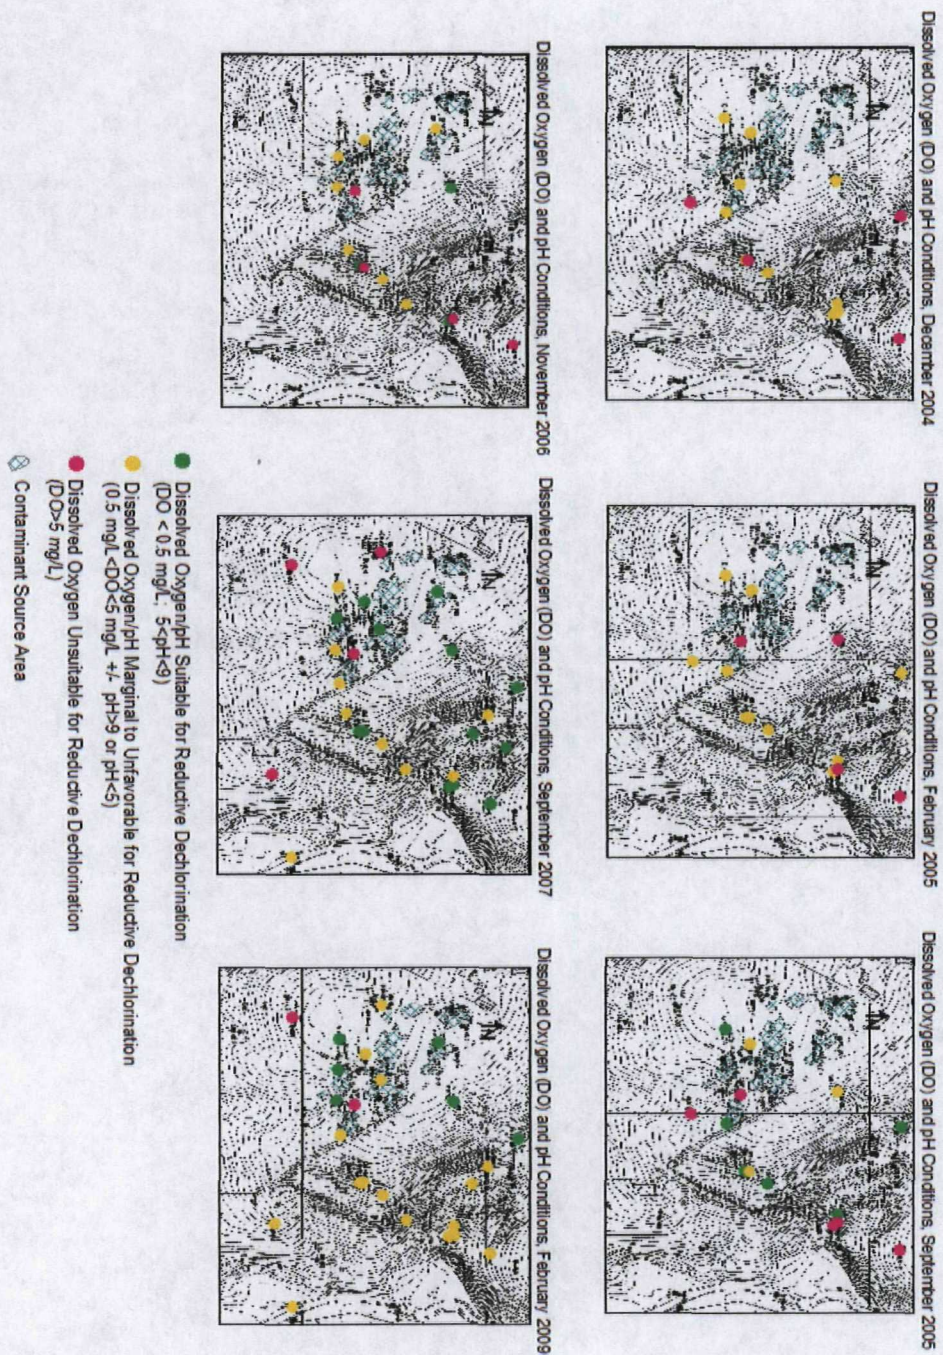 Dissolved Oxygen (DO) and pH Conditions, December 2004
N
Dissolved Oxygen (DO) and pH Conditions, February 2005
N
Dissolved Oxygen (DO) and pH Conditions, September 2005
N
Dissolved Oxygen (DO) and pH Conditions, November 2006
N
Dissolved Oxygen (DO) and pH Conditions, September 2007
N
Dissolved Oxygen (DO) and pH Conditions, February 2009
N
Dissolved Oxygen/pH Suitable for Reductive Dechlorination
(DO < 0.5 mg/L; 5<pH<9)
Dissolved Oxygen/pH Marginal to Unfavorable for Reductive Dechlorination
(0.5 mg/L <DO<5 mg/L +/- pH>9 or pH<5)
Dissolved Oxygen Unsuitable for Reductive Dechlorination
(DO>5 mg/L)
Contaminant Source Area